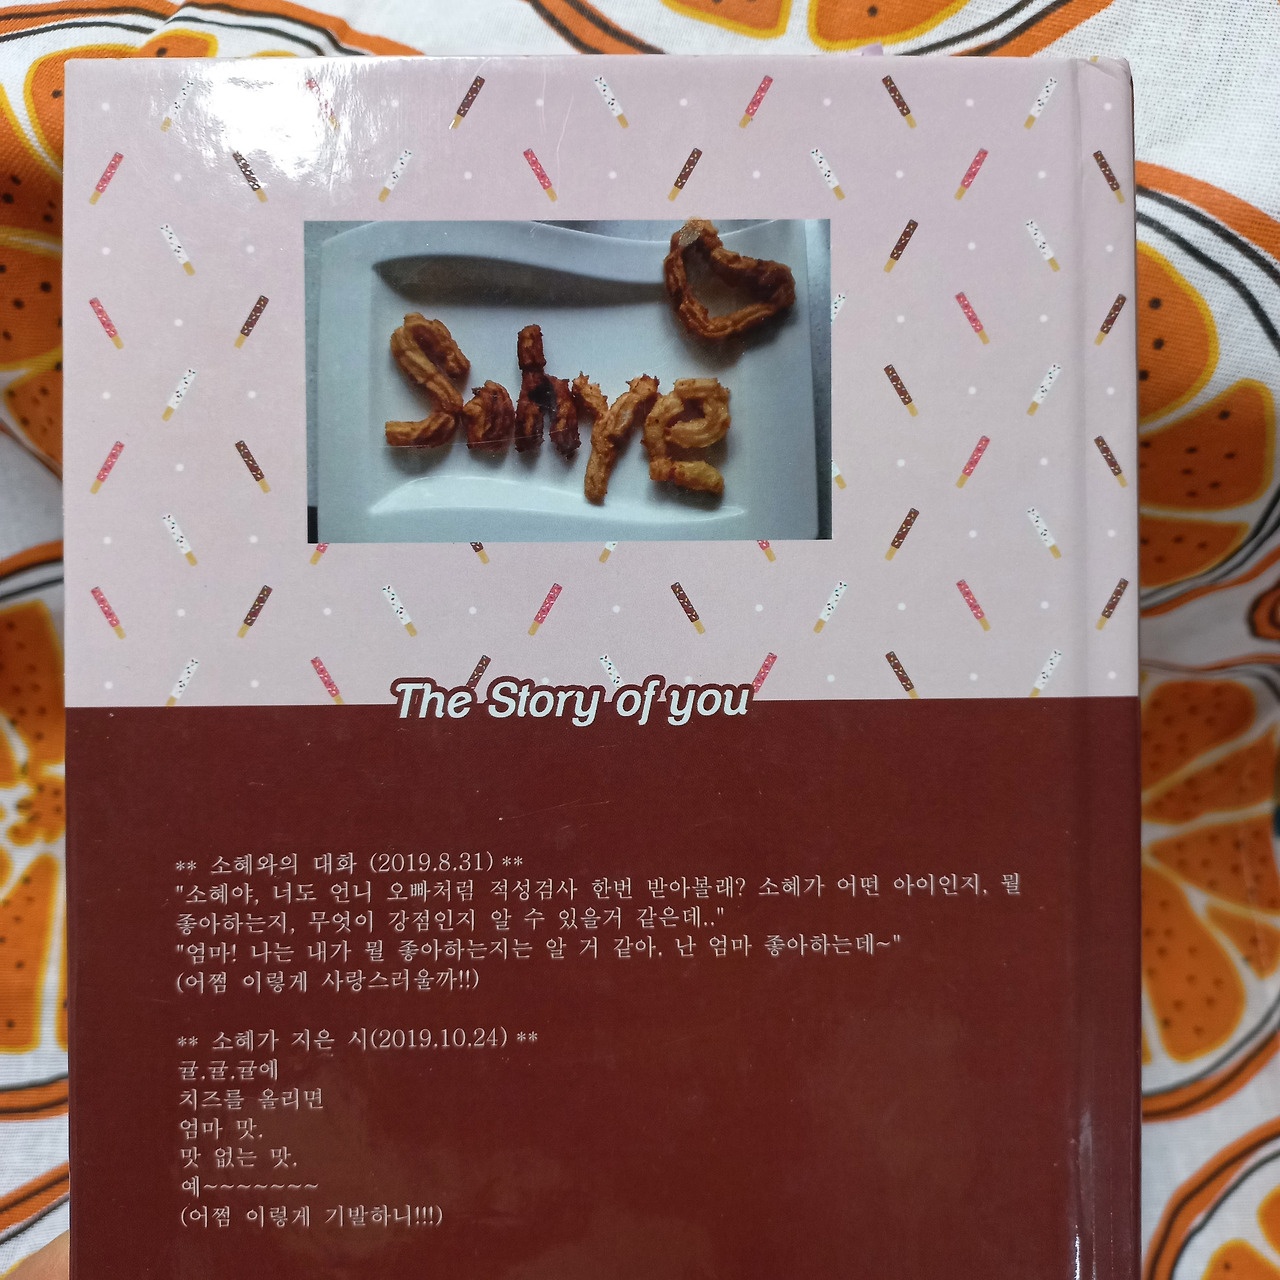 Sohye
The Story of you
** 소혜와의 대화 (2019.8.31) **
"소혜야, 너도 언니 오빠처럼 적성검사 한번 받아볼래? 소혜가 어떤 아이인지, 뭘
좋아하는지, 무엇이 강점인지 알 수 있을거 같은데.."
"엄마! 나는 내가 뭘 좋아하는지는 알 거 같아. 난 엄마 좋아하는데~"
(어쩜 이렇게 사랑스러울까!!)
** 소혜가 지은 시(2019.10.24) **
귤.귤.귤에
치즈를 올리면
엄마 맛.
맛 없는 맛.
예~~~~~~~
(어쩜 이렇게 기발하니!!!)